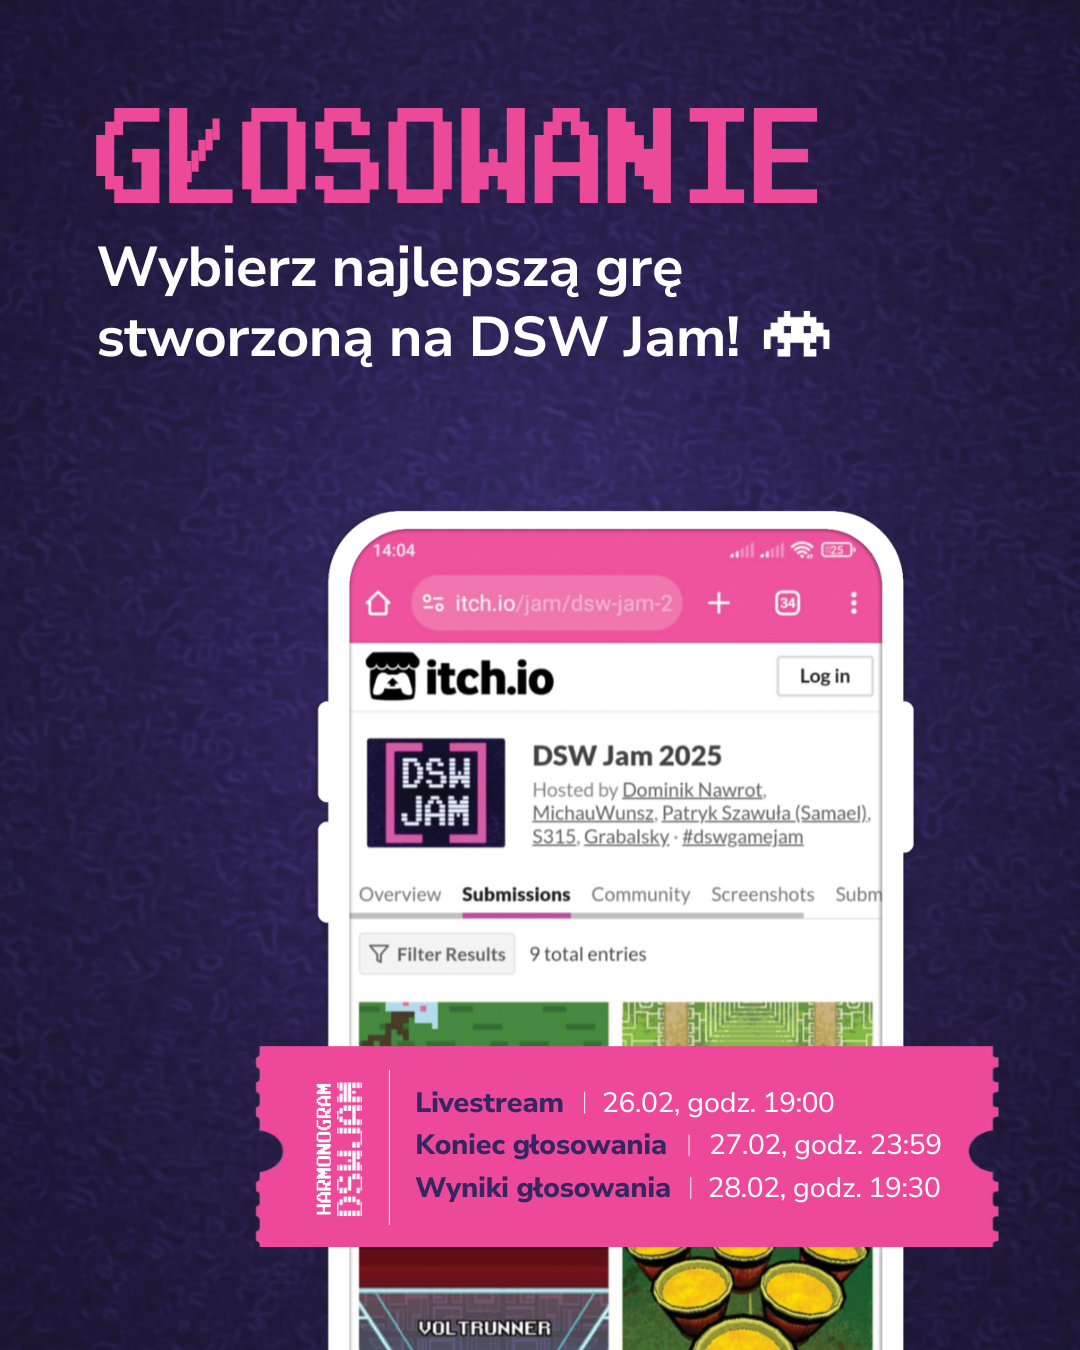 GŁOSOWANIE
Wybierz najlepszą grę
stworzoną na DSW Jam!
14:04
25
itch.io/jam/dsw-jam-2
34
itch.io
Log in
DSW
JAM
DSW Jam 2025
Hosted by Dominik Nawrot,
MichauWunsz, Patryk Szawuła (Samael),
S315, Grabalsky · #dswgamejam
Overview Submissions Community Screenshots Subm
Filter Results 9 total entries
HARMONOGRAM
DSWJAM
Livestream | 26.02, godz. 19:00
Koniec głosowania | 27.02, godz. 23:59
Wyniki głosowania | 28.02, godz. 19:30
VOLTRUNNER